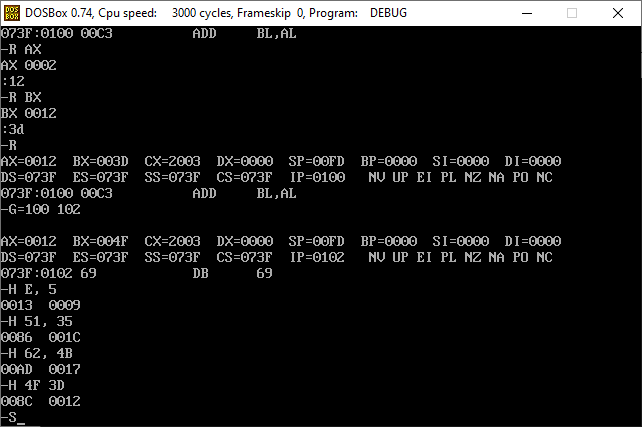 DOS BOX DOSBox 0.74, Cpu speed: 3000 cycles, Frameskip 0, Program: DEBUG
073F:0100 00C3 ADD BL,AL
-R AX
AX 0002
:12
-R BX
BX 0012
:3d
-R
AX=0012 BX=003D CX=2003 DX=0000 SP=00FD BP=0000 SI=0000 DI=0000
DS=073F ES=073F SS=073F CS=073F IP=0100 NV UP EI PL NZ NA PO NC
073F:0100 00C3 ADD BL,AL
-G=100 102
AX=0012 BX=004F CX=2003 DX=0000 SP=00FD BP=0000 SI=0000 DI=0000
DS=073F ES=073F SS=073F CS=073F IP=0102 NV UP EI PL NZ NA PO NC
073F:0102 69 DB 69
-H E, 5
0013 0009
-H 51, 35
0086 001C
-H 62, 4B
00AD 0017
-H 4F 3D
008C 0012
-S_